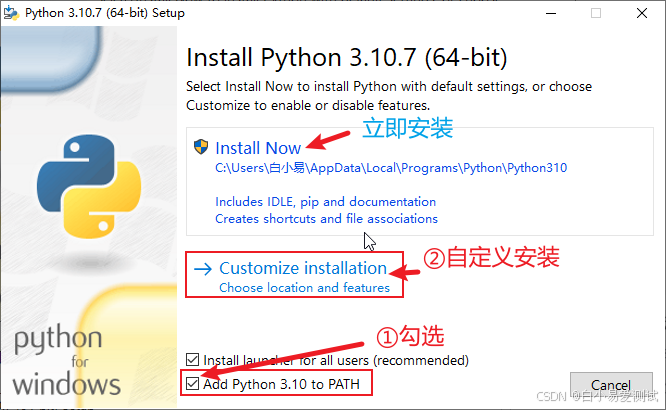 Python 3.10.7 (64-bit) Setup
Install Python 3.10.7 (64-bit)
Select Install Now to install Python with default settings, or choose
Customize to enable or disable features.
立即安装
Install Now
C:\Users\白小易\AppData\Local\Programs\Python\Python310
Includes IDLE, pip and documentation
Creates shortcuts and file associations
②自定义安装
Customize installation
Choose location and features
①勾选
python
for
windows
Install launcher for all users (recommended)
Add Python 3.10 to PATH
Cancel
CSDN @白小易爱测试